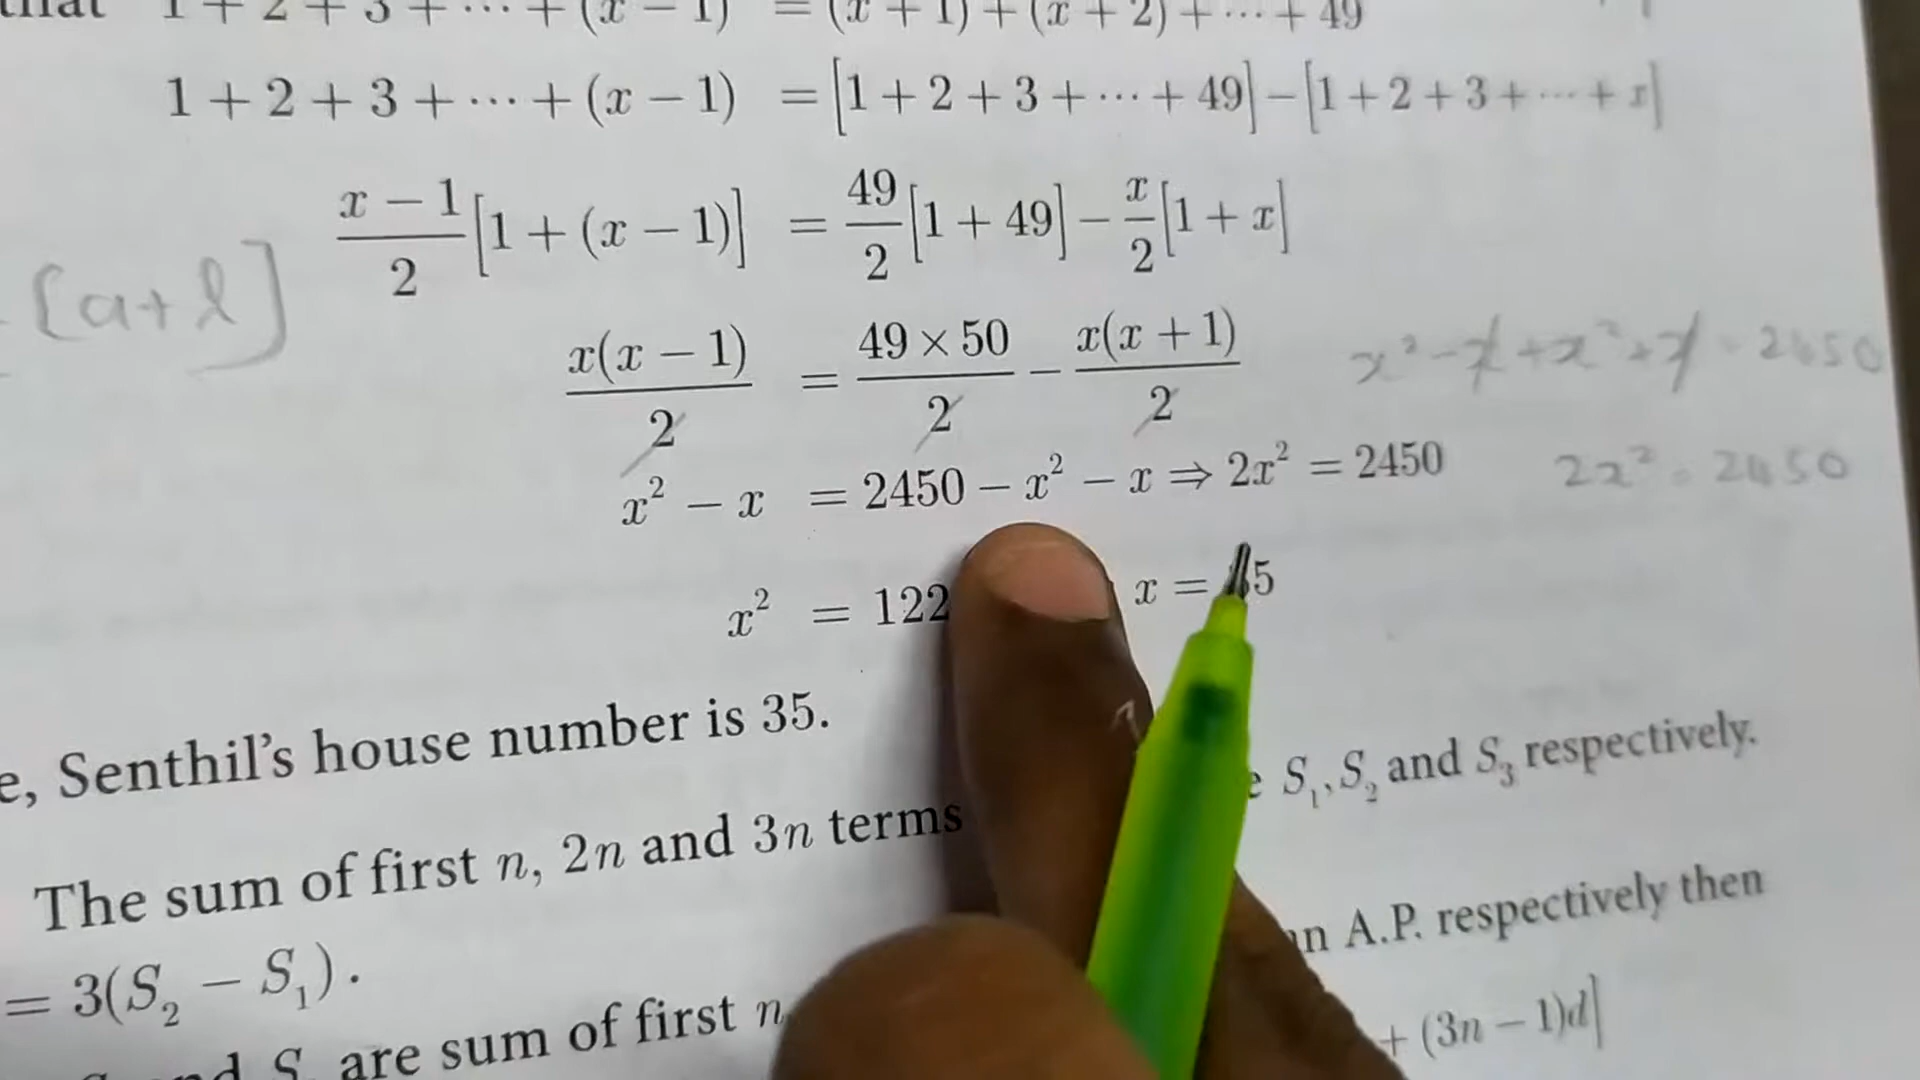 that 1 + 2 + 3 + ⋯ + (x − 1) = (x + 1) + (x + 2) + ⋯ + 49
1 + 2 + 3 + ⋯ + (x − 1) = [1 + 2 + 3 + ⋯ + 49] − [1 + 2 + 3 + ⋯ + x]
(x − 1)/2 [1 + (x − 1)] = 49/2 [1 + 49] − x/2 [1 + x]
[a+l]
x(x − 1)/2 = (49 × 50)/2 − x(x + 1)/2
x² − x + x² + x = 2450
x² − x = 2450 − x² − x ⇒ 2x² = 2450
2x² = 2450
x² = 122 x = 5
e, Senthil's house number is 35.
The sum of first n, 2n and 3n terms S₁, S₂ and S₃ respectively.
= 3(S₂ − S₁).
are sum of first n A.P. respectively then
+ (3n − 1)d]